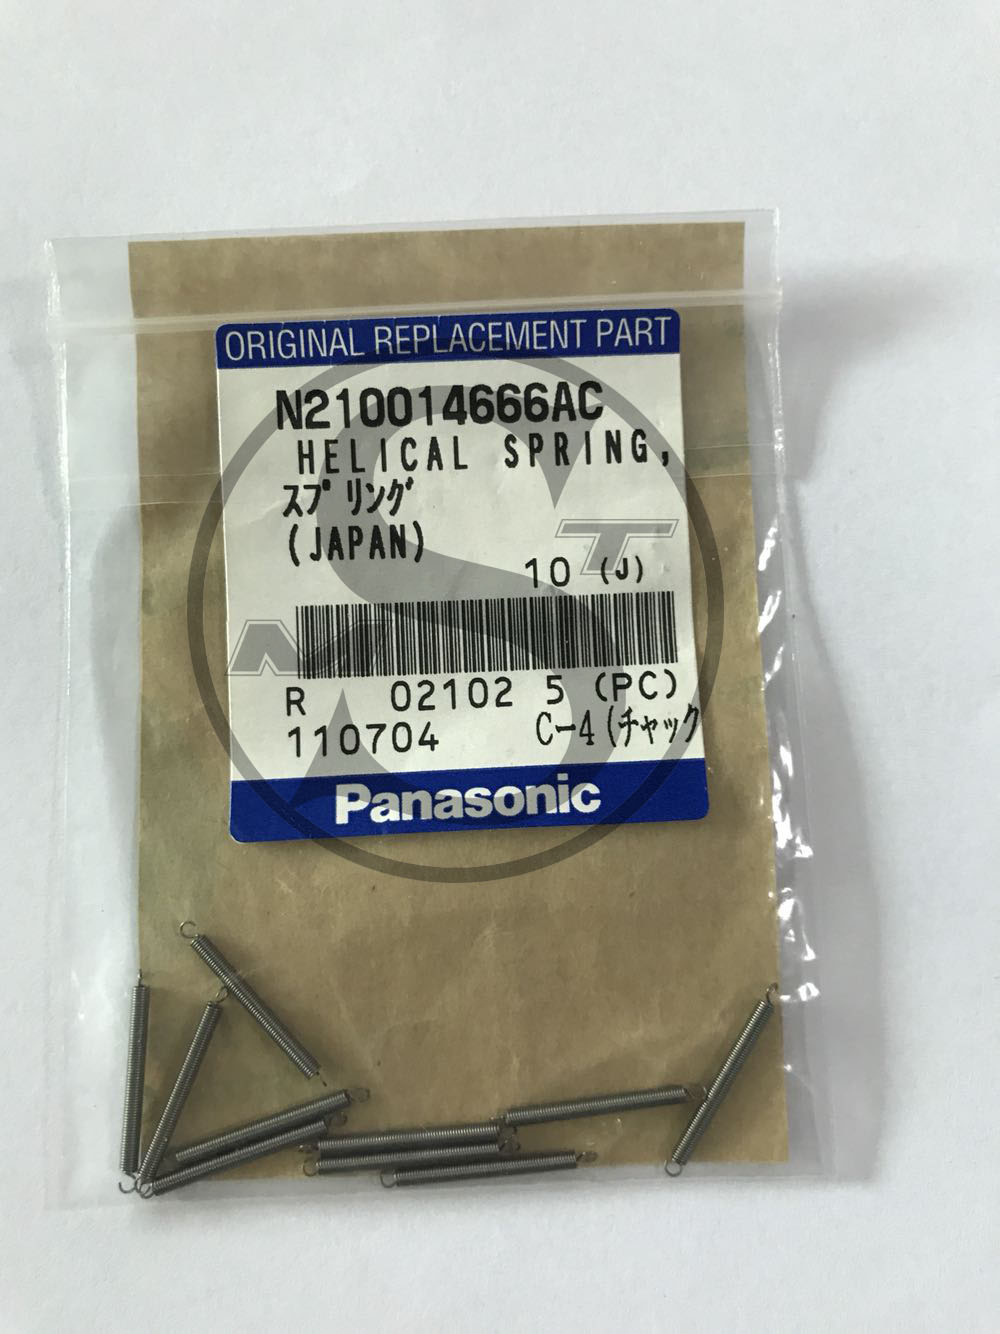 ORIGINAL REPLACEMENT PART
N210014666AC
HELICAL SPRING,
スプリング
(JAPAN)
10 (J)
R 02102 5 (PC)
110704 C-4(チャック
Panasonic
S
M T